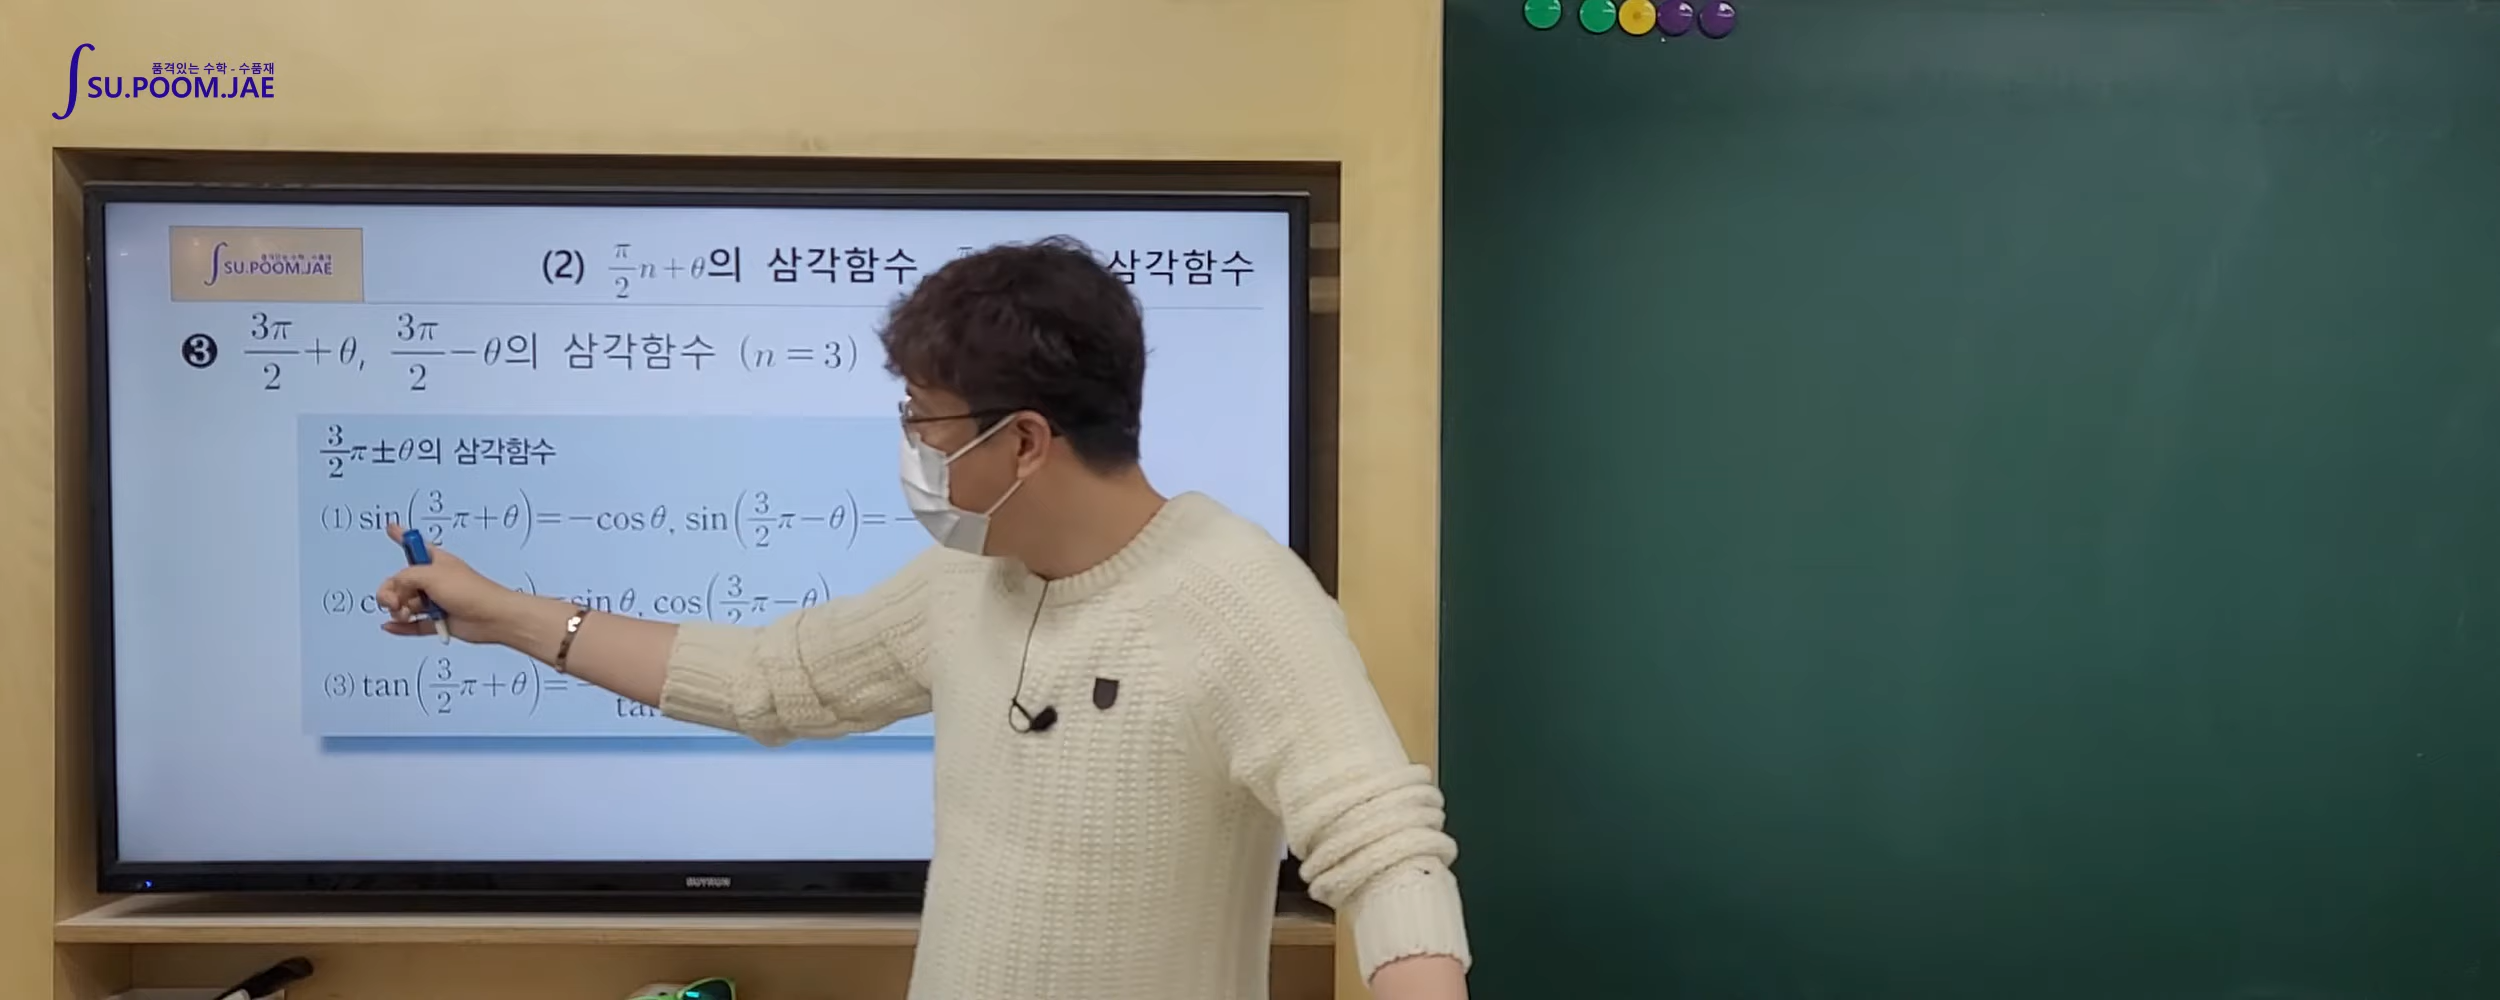 품격있는 수학 - 수품재
SU.POOM.JAE
SU.POOM.JAE
(2) π/2 n+θ의 삼각함수, 삼각함수
❸ 3π/2+θ, 3π/2−θ의 삼각함수 (n=3)
3/2π±θ의 삼각함수
(1) sin(3/2π+θ)=−cosθ, sin(3/2π−θ)=−
(2) sinθ, cos(3/2π−θ)
(3) tan(3/2π+θ)=−